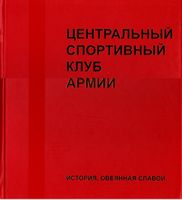 ЦЕНТРАЛЬНЫЙ
СПОРТИВНЫЙ
КЛУБ
АРМИИ
ИСТОРИЯ, ОВЕЯННАЯ СЛАВОЙ